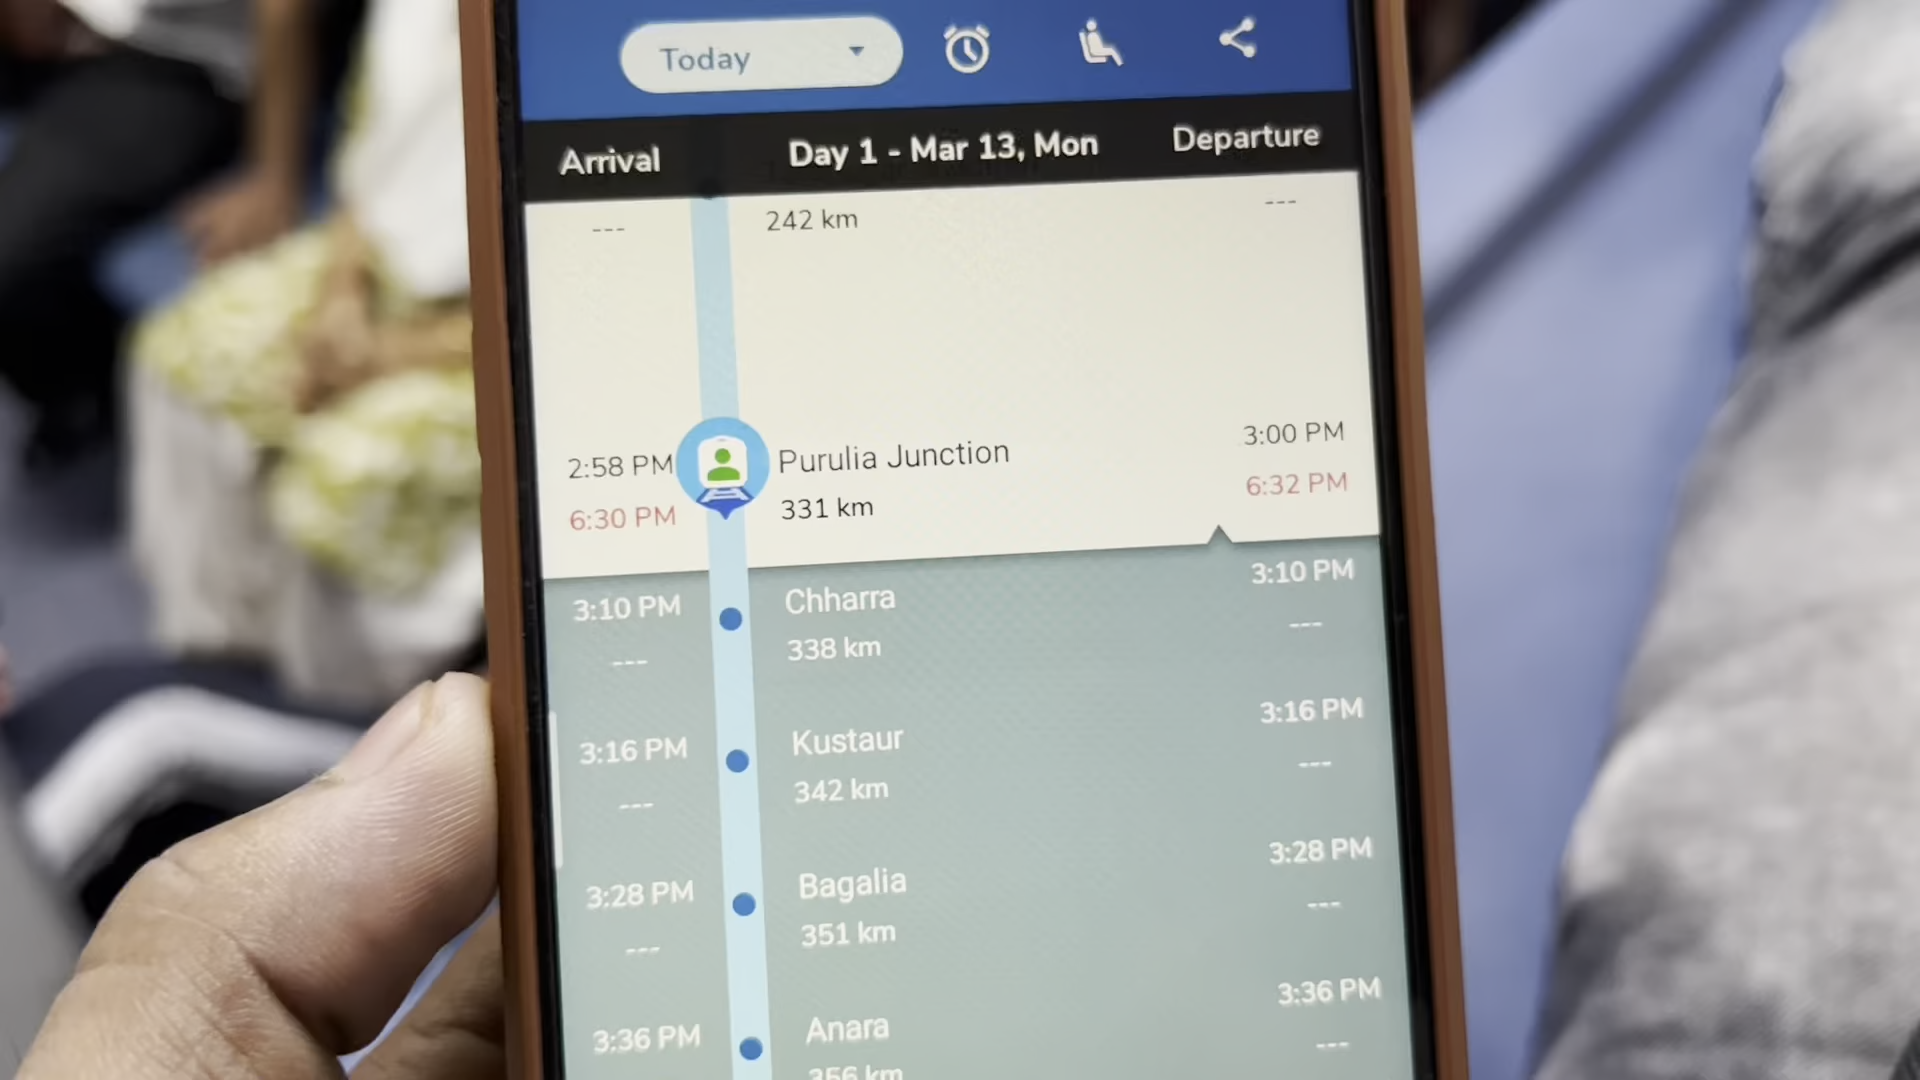 Today
Arrival Day 1 - Mar 13, Mon Departure
--- 242 km ---
2:58 PM Purulia Junction 3:00 PM
6:30 PM 331 km 6:32 PM
3:10 PM Chharra 3:10 PM
--- 338 km ---
3:16 PM Kustaur 3:16 PM
--- 342 km ---
3:28 PM Bagalia 3:28 PM
--- 351 km ---
3:36 PM Anara 3:36 PM
356 km ---